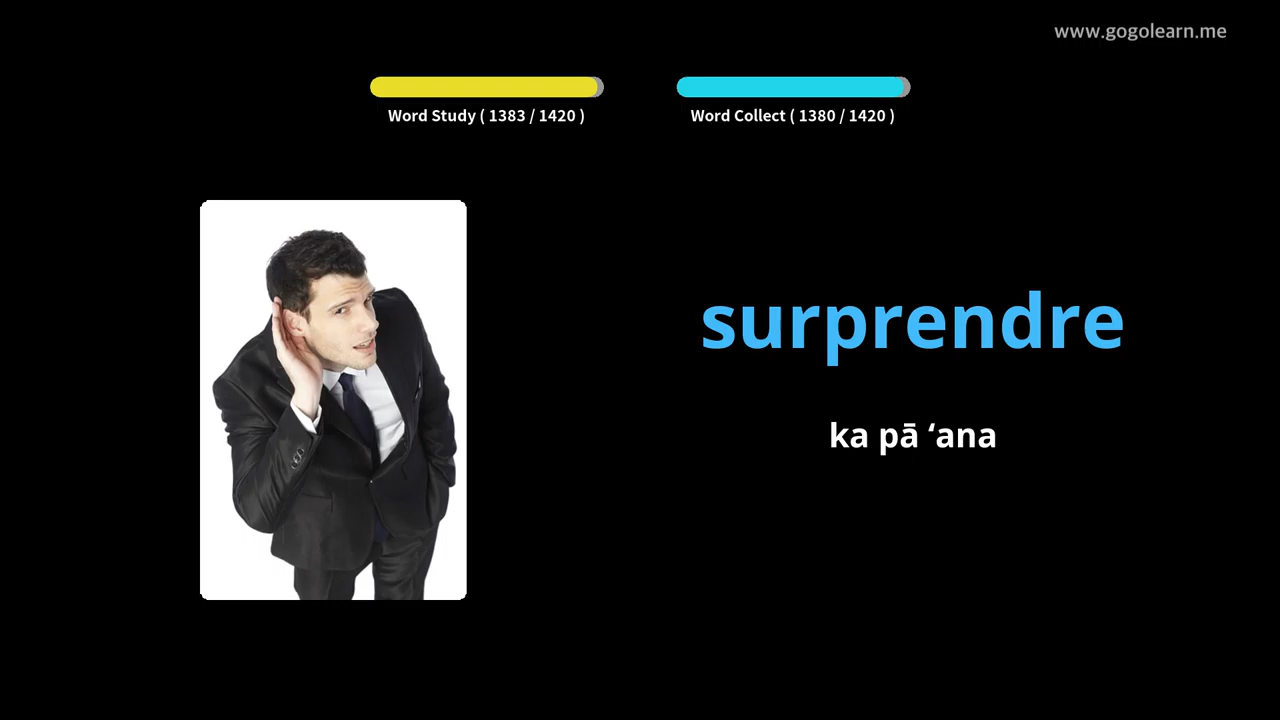 www.gogolearn.me
Word Study ( 1383 / 1420 )
Word Collect ( 1380 / 1420 )
surprendre
ka pā ʻana